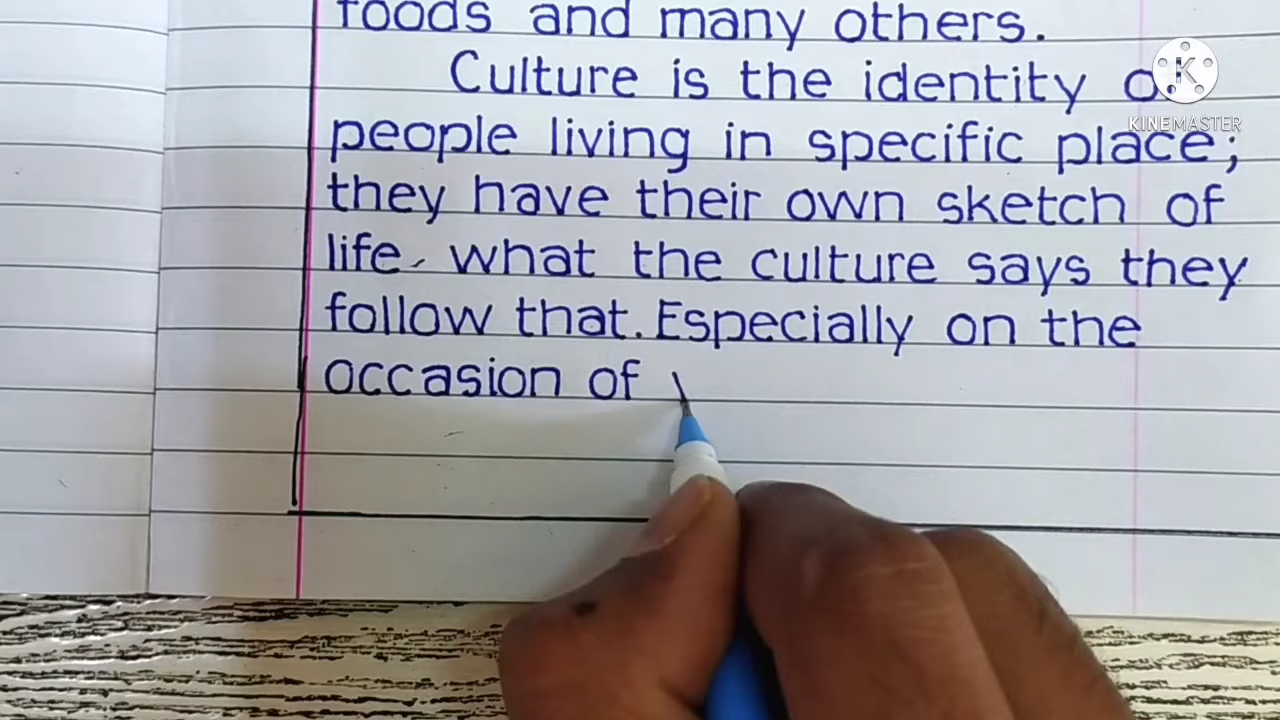 foods and many others.
Culture is the identity of
people living in specific place;
they have their own sketch of
life, what the culture says they
follow that. Especially on the
occasion of
K
KINEMASTER